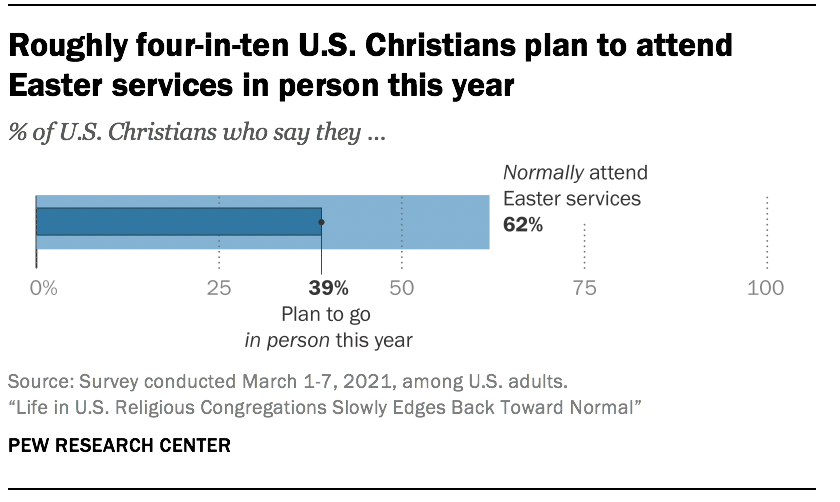 Roughly four-in-ten U.S. Christians plan to attend
Easter services in person this year
% of U.S. Christians who say they ...
Normally attend
Easter services
62%
0%
25
39%
50
75
100
Plan to go
in person this year
Source: Survey conducted March 1-7, 2021, among U.S. adults.
“Life in U.S. Religious Congregations Slowly Edges Back Toward Normal”
PEW RESEARCH CENTER